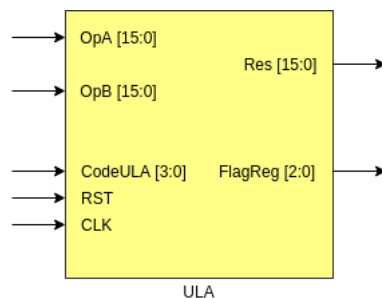 OpA [15:0]
Res [15:0]
OpB [15:0]
CodeULA [3:0] FlagReg [2:0]
RST
CLK
ULA